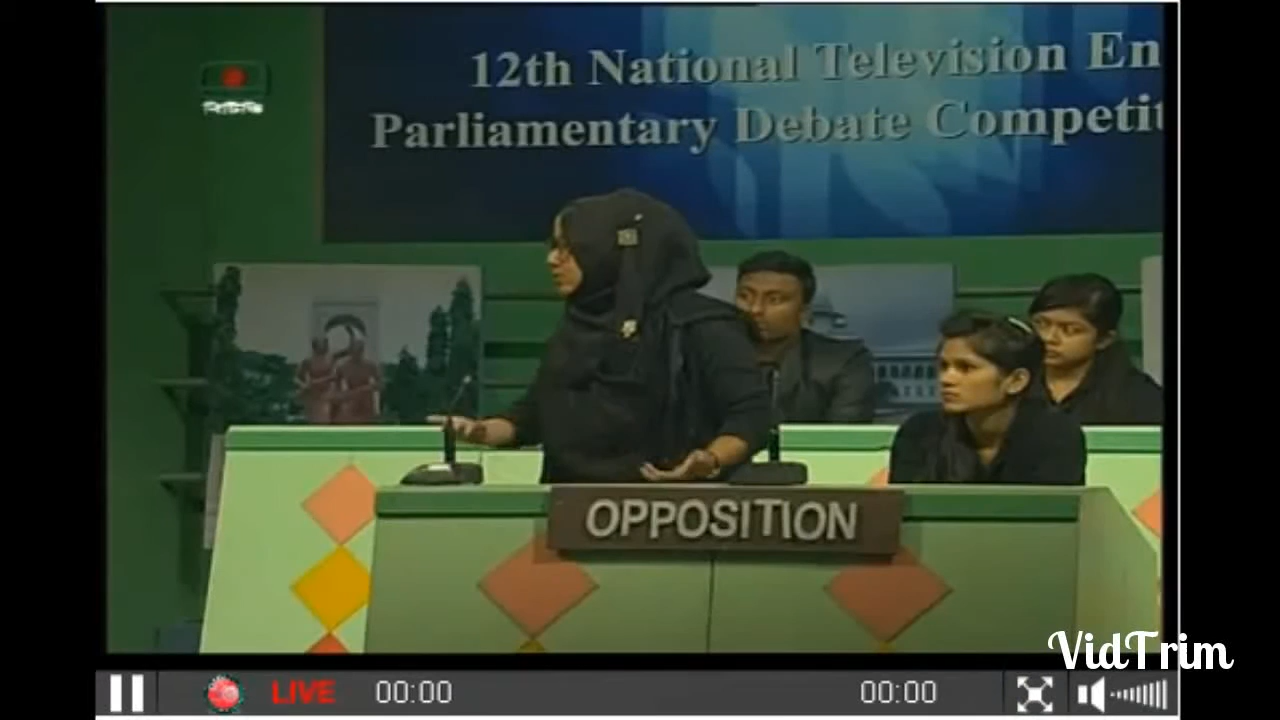 12th National Television En
Parliamentary Debate Competit
OPPOSITION
VidTrim
LIVE 00:00 00:00